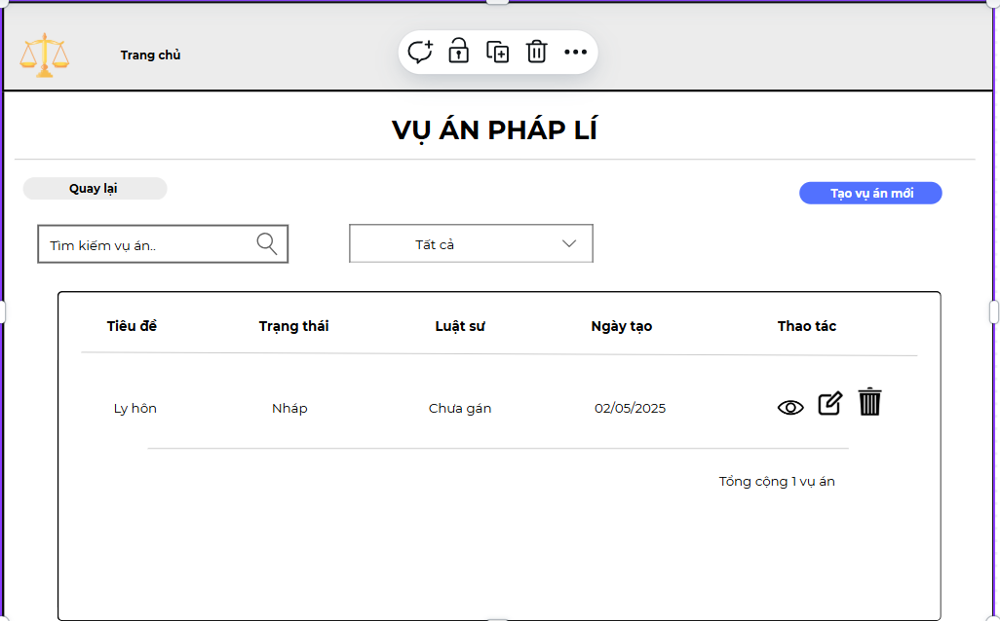 Trang chủ
VỤ ÁN PHÁP LÍ
Quay lại
Tạo vụ án mới
Tìm kiếm vụ án..
Tất cả
Tiêu đề Trạng thái Luật sư Ngày tạo Thao tác
Ly hôn Nháp Chưa gán 02/05/2025
Tổng cộng 1 vụ án